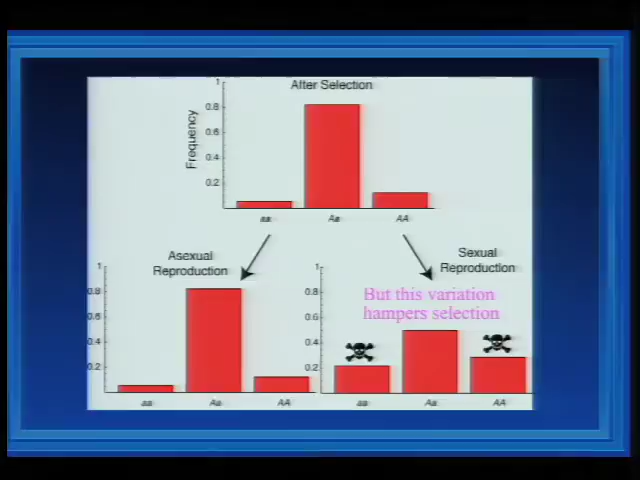 After Selection
1
0.8
0.6
0.4
0.2
Frequency
aa
Aa
AA
Asexual
Reproduction
Sexual
Reproduction
1
0.8
0.6
0.4
0.2
aa
Aa
AA
1
0.8
0.6
0.4
0.2
But this variation
hampers selection
aa
Aa
AA